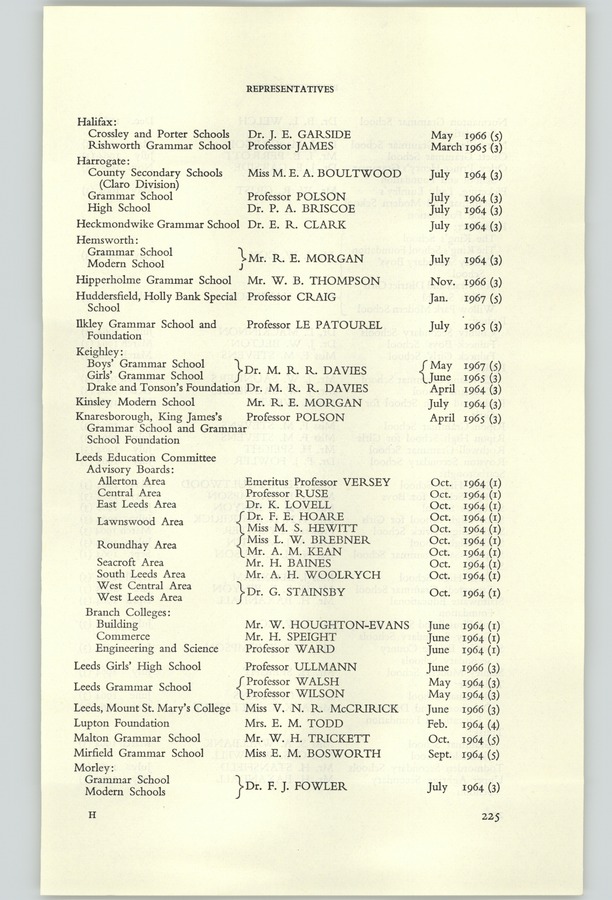 REPRESENTATIVES
Halifax:
Crossley and Porter Schools Dr. J. E. GARSIDE May 1966 (5)
Rishworth Grammar School Professor JAMES March 1965 (3)
Harrogate:
County Secondary Schools Miss M. E. A. BOULTWOOD July 1964 (3)
(Claro Division)
Grammar School Professor POLSON July 1964 (3)
High School Dr. P. A. BRISCOE July 1964 (3)
Heckmondwike Grammar School Dr. E. R. CLARK July 1964 (3)
Hemsworth:
Grammar School
Modern School } Mr. R. E. MORGAN July 1964 (3)
Hipperholme Grammar School Mr. W. B. THOMPSON Nov. 1966 (3)
Huddersfield, Holly Bank Special Professor CRAIG Jan. 1967 (5)
School
Ilkley Grammar School and Professor LE PATOUREL July 1965 (3)
Foundation
Keighley:
Boys' Grammar School } Dr. M. R. R. DAVIES { May 1967 (5)
Girls' Grammar School June 1965 (3)
Drake and Tonson's Foundation Dr. M. R. R. DAVIES April 1964 (3)
Kinsley Modern School Mr. R. E. MORGAN July 1964 (3)
Knaresborough, King James's Professor POLSON April 1965 (3)
Grammar School and Grammar
School Foundation
Leeds Education Committee
Advisory Boards:
Allerton Area Emeritus Professor VERSEY Oct. 1964 (1)
Central Area Professor RUSE Oct. 1964 (1)
East Leeds Area Dr. K. LOVELL Oct. 1964 (1)
Lawnswood Area { Dr. F. E. HOARE Oct. 1964 (1)
Miss M. S. HEWITT Oct. 1964 (1)
Roundhay Area { Miss L. W. BREBNER Oct. 1964 (1)
Mr. A. M. KEAN Oct. 1964 (1)
Seacroft Area Mr. H. BAINES Oct. 1964 (1)
South Leeds Area Mr. A. H. WOOLRYCH Oct. 1964 (1)
West Central Area
West Leeds Area } Dr. G. STAINSBY Oct. 1964 (1)
Branch Colleges:
Building Mr. W. HOUGHTON-EVANS June 1964 (1)
Commerce Mr. H. SPEIGHT June 1964 (1)
Engineering and Science Professor WARD June 1964 (1)
Leeds Girls' High School Professor ULLMANN June 1966 (3)
Leeds Grammar School { Professor WALSH May 1964 (3)
Professor WILSON May 1964 (3)
Leeds, Mount St. Mary's College Miss V. N. R. McCRIRICK June 1966 (3)
Lupton Foundation Mrs. E. M. TODD Feb. 1964 (4)
Malton Grammar School Mr. W. H. TRICKETT Oct. 1964 (5)
Mirfield Grammar School Miss E. M. BOSWORTH Sept. 1964 (5)
Morley:
Grammar School
Modern Schools } Dr. F. J. FOWLER July 1964 (3)
H 225